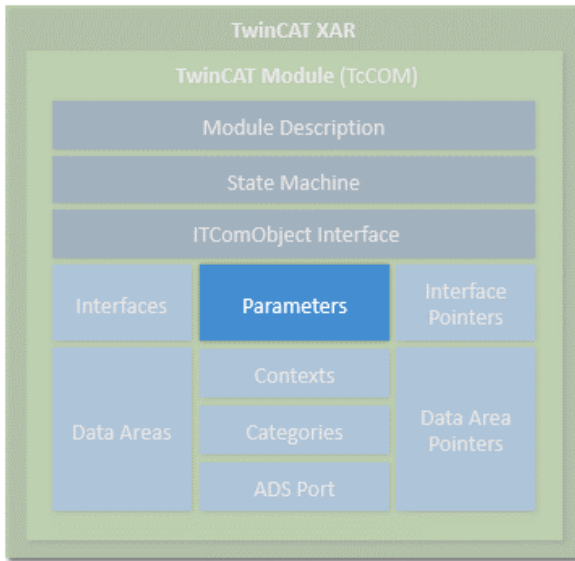 TwinCAT XAR
TwinCAT Module (TcCOM)
Module Description
State Machine
ITComObject Interface
Interfaces
Parameters
Interface
Pointers
Data Areas
Contexts
Categories
ADS Port
Data Area
Pointers